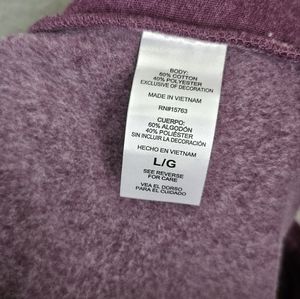 BODY:
60% COTTON
40% POLYESTER
EXCLUSIVE OF DECORATION
MADE IN VIETNAM
RN#15763
CUERPO:
60% ALGODÓN
40% POLIÉSTER
SIN INCLUIR LA DECORACIÓN
HECHO EN VIETNAM
L/G
SEE REVERSE
FOR CARE
VEA EL DORSO
PARA EL CUIDADO